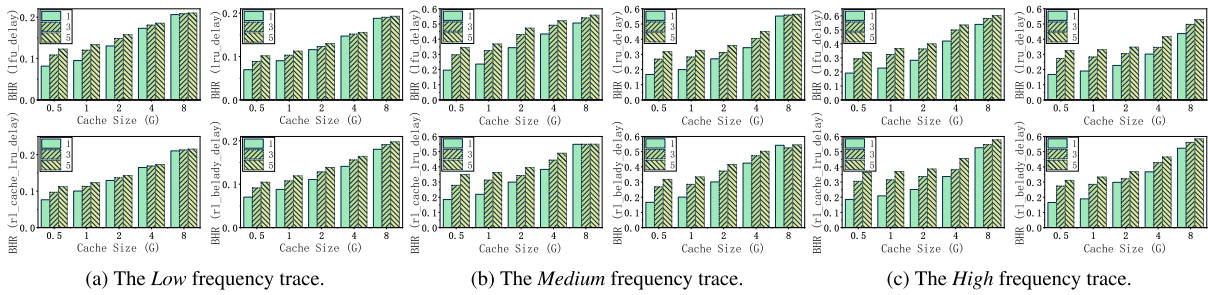 BHR (lfu_delay)
0.2
0.1
0.0
1
3
5
0.5 1 2 4 8
Cache Size (G)
BHR (lru_delay)
0.2
0.1
0.0
1
3
5
0.5 1 2 4 8
Cache Size (G)
BHR (rl_cache_lru_delay)
0.2
0.1
0.0
1
3
5
0.5 1 2 4 8
Cache Size (G)
BHR (rl_belady_delay)
0.2
0.1
0.0
1
3
5
0.5 1 2 4 8
Cache Size (G)
(a) The Low frequency trace.
BHR (lfu_delay)
0.6
0.5
0.4
0.3
0.2
0.1
0.0
1
3
5
0.5 1 2 4 8
Cache Size (G)
BHR (lru_delay)
0.6
0.5
0.4
0.3
0.2
0.1
0.0
1
3
5
0.5 1 2 4 8
Cache Size (G)
BHR (rl_cache_lru_delay)
0.6
0.5
0.4
0.3
0.2
0.1
0.0
1
3
5
0.5 1 2 4 8
Cache Size (G)
BHR (rl_belady_delay)
0.6
0.5
0.4
0.3
0.2
0.1
0.0
1
3
5
0.5 1 2 4 8
Cache Size (G)
(b) The Medium frequency trace.
BHR (lfu_delay)
0.6
0.5
0.4
0.3
0.2
0.1
0.0
1
3
5
0.5 1 2 4 8
Cache Size (G)
BHR (lru_delay)
0.6
0.5
0.4
0.3
0.2
0.1
0.0
1
3
5
0.5 1 2 4 8
Cache Size (G)
BHR (rl_cache_lru_delay)
0.6
0.5
0.4
0.3
0.2
0.1
0.0
1
3
5
0.5 1 2 4 8
Cache Size (G)
BHR (rl_belady_delay)
0.6
0.5
0.4
0.3
0.2
0.1
0.0
1
3
5
0.5 1 2 4 8
Cache Size (G)
(c) The High frequency trace.